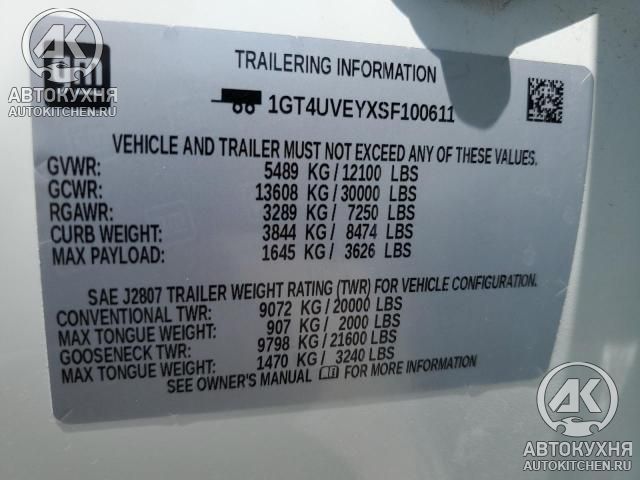 AK
АВТОКУХНЯ
AUTOKITCHEN.RU
gm
TRAILERING INFORMATION
1GT4UVEYXSF100611
VEHICLE AND TRAILER MUST NOT EXCEED ANY OF THESE VALUES.
GVWR: 5489 KG / 12100 LBS
GCWR: 13608 KG / 30000 LBS
RGAWR: 3289 KG / 7250 LBS
CURB WEIGHT: 3844 KG / 8474 LBS
MAX PAYLOAD: 1645 KG / 3626 LBS
SAE J2807 TRAILER WEIGHT RATING (TWR) FOR VEHICLE CONFIGURATION.
CONVENTIONAL TWR: 9072 KG / 20000 LBS
MAX TONGUE WEIGHT: 907 KG / 2000 LBS
GOOSENECK TWR: 9798 KG / 21600 LBS
MAX TONGUE WEIGHT: 1470 KG / 3240 LBS
SEE OWNER'S MANUAL FOR MORE INFORMATION
AK
АВТОКУХНЯ
AUTOKITCHEN.RU